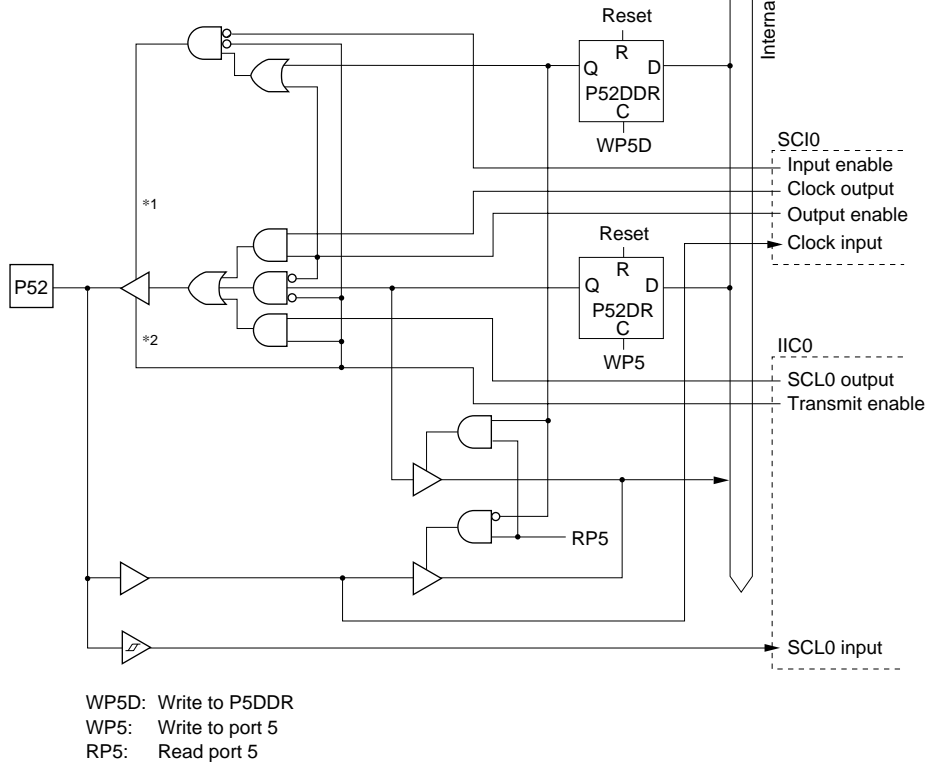 Reset
R
Q D
P52DDR
C
WP5D
Interna
SCI0
Input enable
Clock output
Output enable
Clock input
*1
Reset
R
Q D
P52DR
C
WP5
P52
*2
IIC0
SCL0 output
Transmit enable
RP5
SCL0 input
WP5D: Write to P5DDR
WP5: Write to port 5
RP5: Read port 5